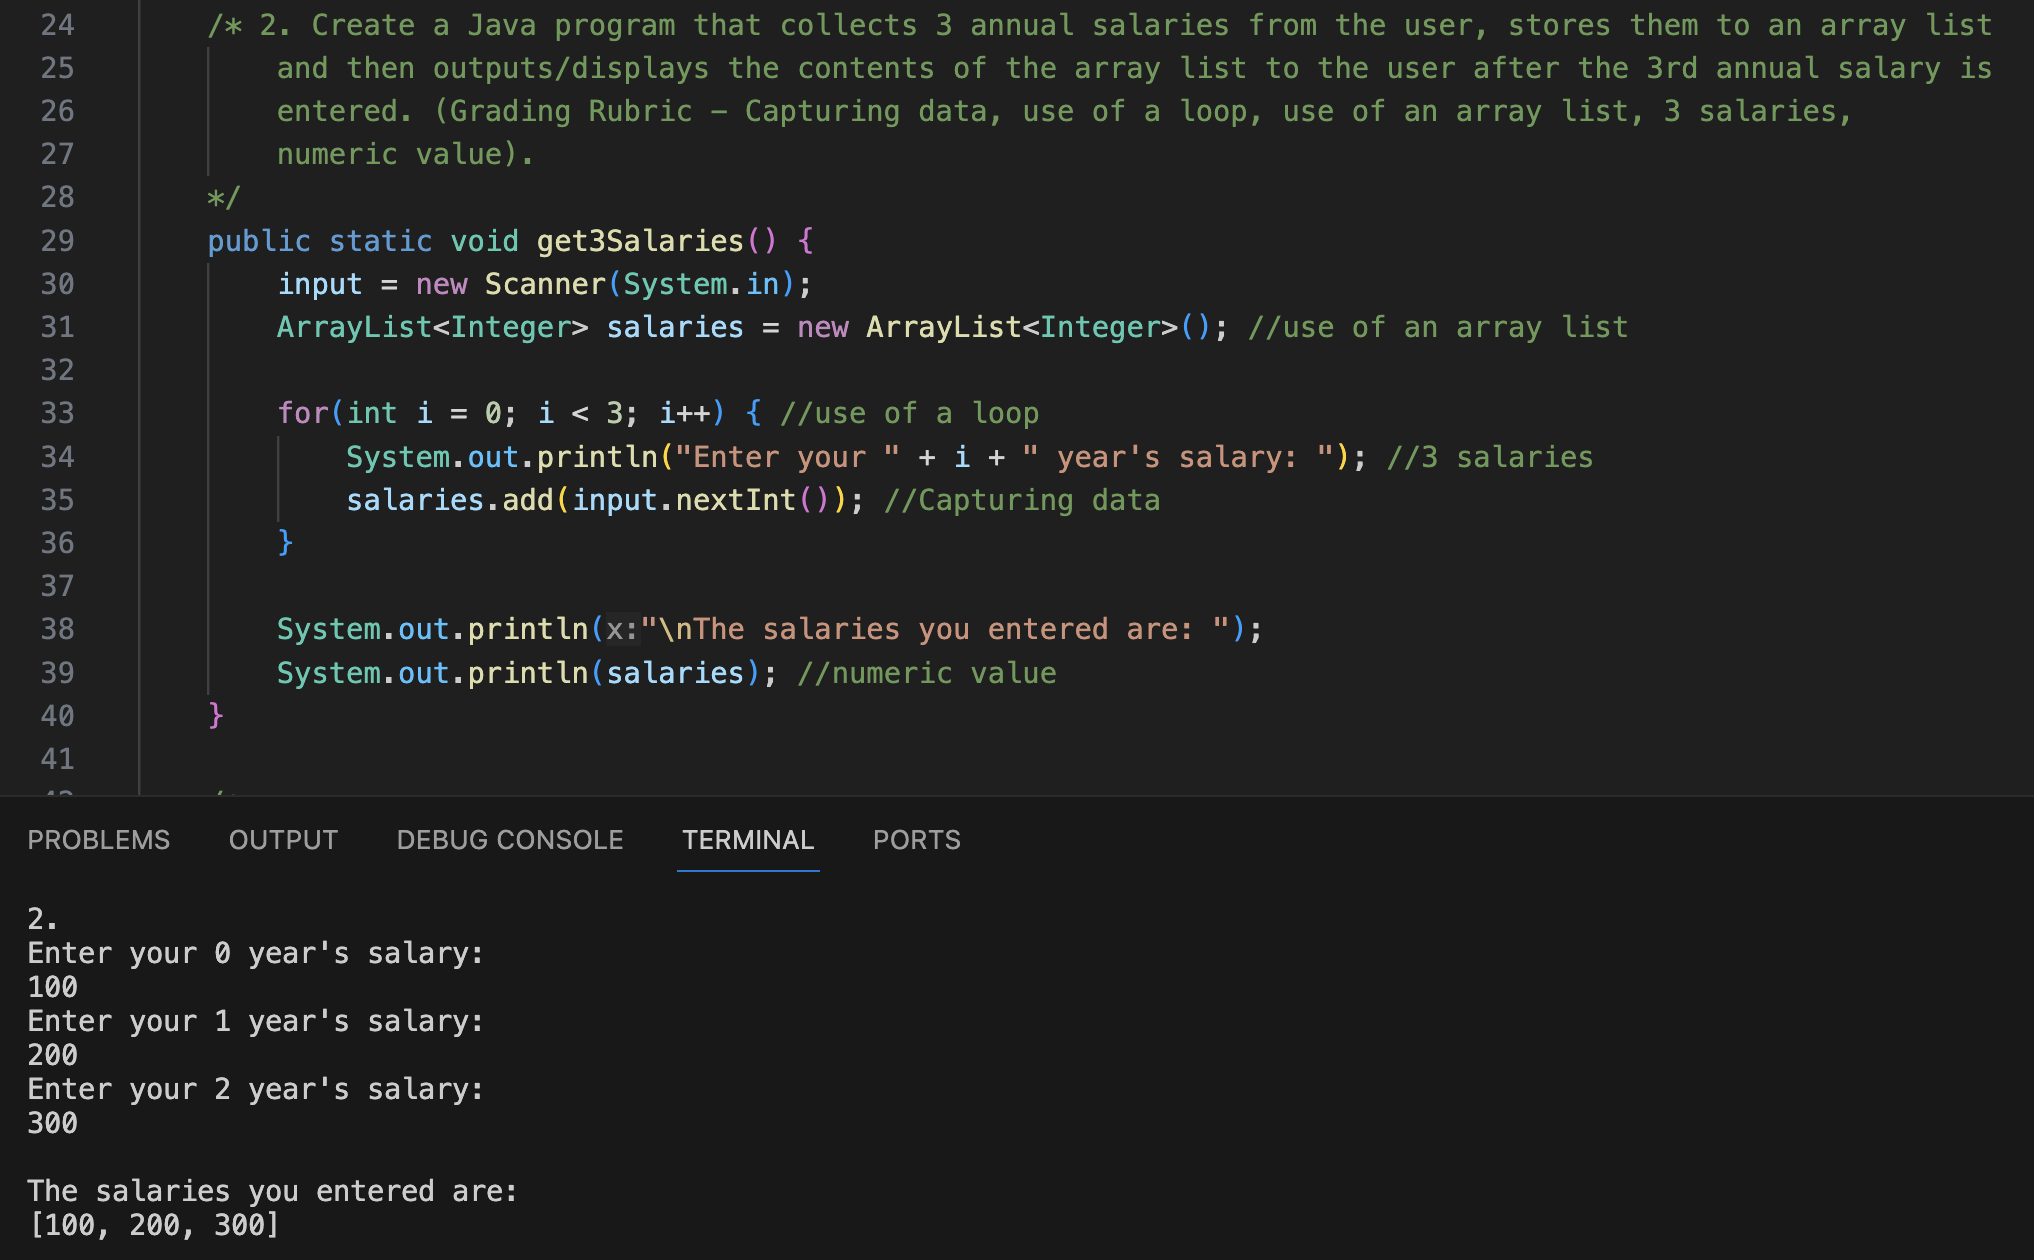 24 /* 2. Create a Java program that collects 3 annual salaries from the user, stores them to an array list
25 and then outputs/displays the contents of the array list to the user after the 3rd annual salary is
26 entered. (Grading Rubric – Capturing data, use of a loop, use of an array list, 3 salaries,
27 numeric value).
28 */
29 public static void get3Salaries() {
30 input = new Scanner(System.in);
31 ArrayList<Integer> salaries = new ArrayList<Integer>(); //use of an array list
32
33 for(int i = 0; i < 3; i++) { //use of a loop
34 System.out.println("Enter your " + i + " year's salary: "); //3 salaries
35 salaries.add(input.nextInt()); //Capturing data
36 }
37
38 System.out.println(x:"\nThe salaries you entered are: ");
39 System.out.println(salaries); //numeric value
40 }
41
PROBLEMS OUTPUT DEBUG CONSOLE TERMINAL PORTS
2.
Enter your 0 year's salary:
100
Enter your 1 year's salary:
200
Enter your 2 year's salary:
300
The salaries you entered are:
[100, 200, 300]